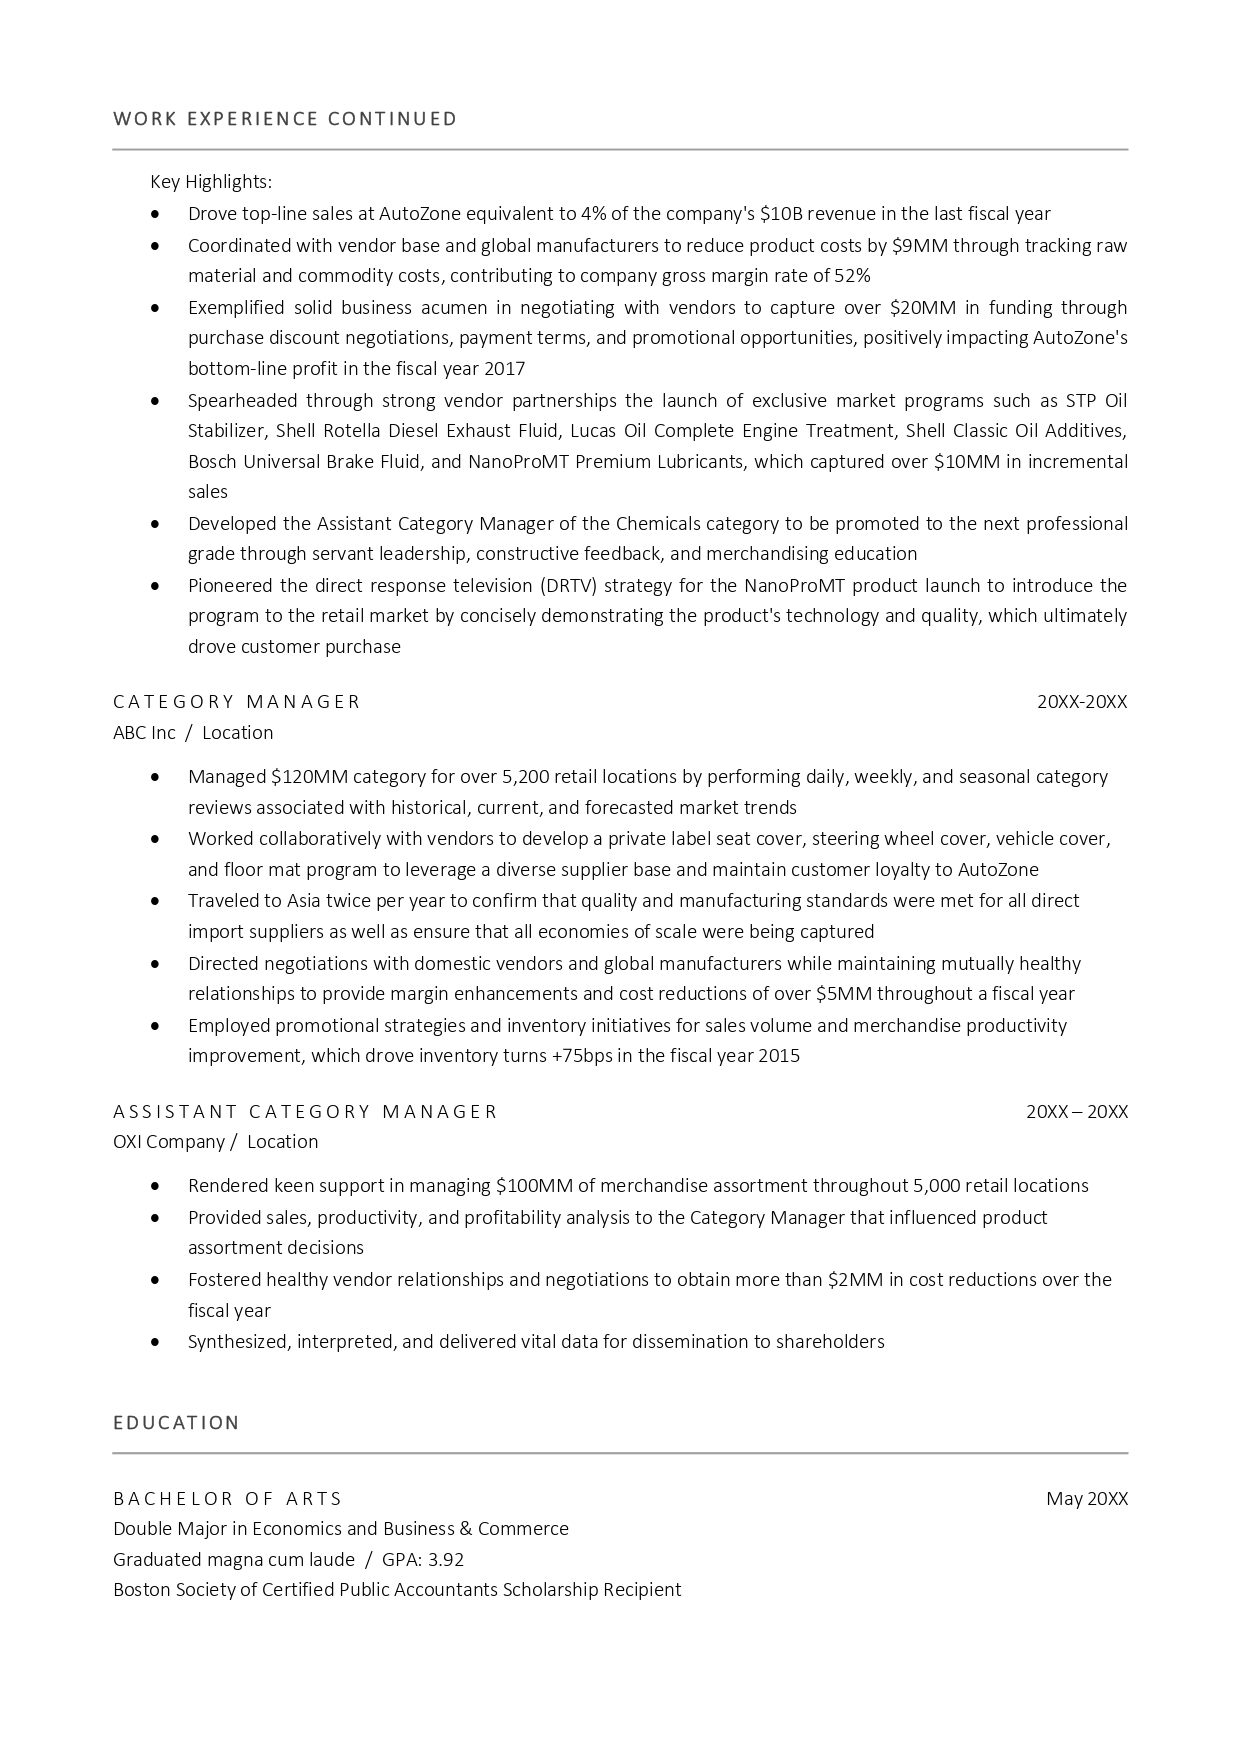 WORK EXPERIENCE CONTINUED
Key Highlights:
• Drove top-line sales at AutoZone equivalent to 4% of the company's $10B revenue in the last fiscal year
• Coordinated with vendor base and global manufacturers to reduce product costs by $9MM through tracking raw
material and commodity costs, contributing to company gross margin rate of 52%
• Exemplified solid business acumen in negotiating with vendors to capture over $20MM in funding through
purchase discount negotiations, payment terms, and promotional opportunities, positively impacting AutoZone's
bottom-line profit in the fiscal year 2017
• Spearheaded through strong vendor partnerships the launch of exclusive market programs such as STP Oil
Stabilizer, Shell Rotella Diesel Exhaust Fluid, Lucas Oil Complete Engine Treatment, Shell Classic Oil Additives,
Bosch Universal Brake Fluid, and NanoProMT Premium Lubricants, which captured over $10MM in incremental
sales
• Developed the Assistant Category Manager of the Chemicals category to be promoted to the next professional
grade through servant leadership, constructive feedback, and merchandising education
• Pioneered the direct response television (DRTV) strategy for the NanoProMT product launch to introduce the
program to the retail market by concisely demonstrating the product's technology and quality, which ultimately
drove customer purchase
CATEGORY MANAGER 20XX-20XX
ABC Inc / Location
• Managed $120MM category for over 5,200 retail locations by performing daily, weekly, and seasonal category
reviews associated with historical, current, and forecasted market trends
• Worked collaboratively with vendors to develop a private label seat cover, steering wheel cover, vehicle cover,
and floor mat program to leverage a diverse supplier base and maintain customer loyalty to AutoZone
• Traveled to Asia twice per year to confirm that quality and manufacturing standards were met for all direct
import suppliers as well as ensure that all economies of scale were being captured
• Directed negotiations with domestic vendors and global manufacturers while maintaining mutually healthy
relationships to provide margin enhancements and cost reductions of over $5MM throughout a fiscal year
• Employed promotional strategies and inventory initiatives for sales volume and merchandise productivity
improvement, which drove inventory turns +75bps in the fiscal year 2015
ASSISTANT CATEGORY MANAGER 20XX – 20XX
OXI Company / Location
• Rendered keen support in managing $100MM of merchandise assortment throughout 5,000 retail locations
• Provided sales, productivity, and profitability analysis to the Category Manager that influenced product
assortment decisions
• Fostered healthy vendor relationships and negotiations to obtain more than $2MM in cost reductions over the
fiscal year
• Synthesized, interpreted, and delivered vital data for dissemination to shareholders
EDUCATION
BACHELOR OF ARTS May 20XX
Double Major in Economics and Business & Commerce
Graduated magna cum laude / GPA: 3.92
Boston Society of Certified Public Accountants Scholarship Recipient